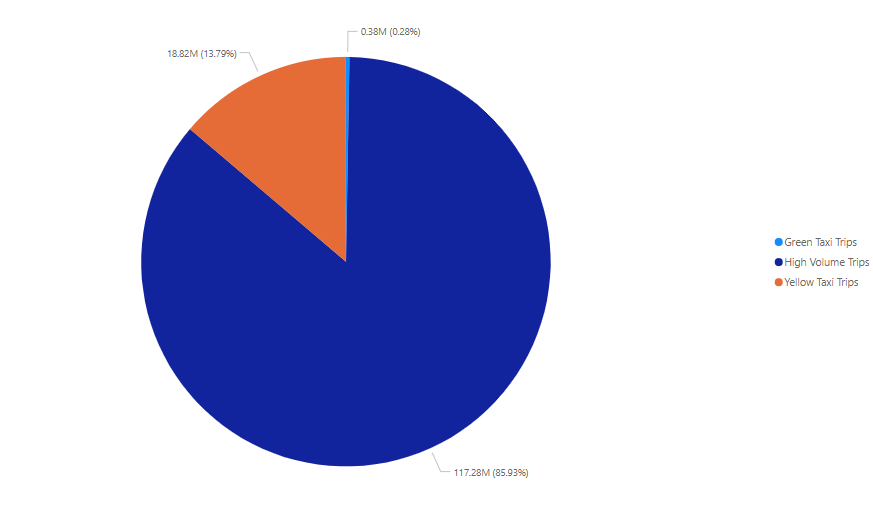 0.38M (0.28%)
18.82M (13.79%)
Green Taxi Trips
High Volume Trips
Yellow Taxi Trips
117.28M (85.93%)